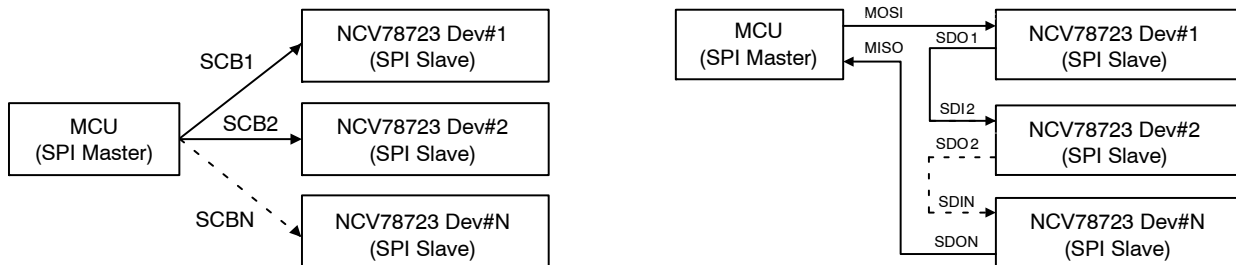 NCV78723 Dev#1
(SPI Slave)
SCB1
MCU
(SPI Master)
SCB2
NCV78723 Dev#2
(SPI Slave)
SCBN
NCV78723 Dev#N
(SPI Slave)
MCU
(SPI Master)
MOSI
MISO
NCV78723 Dev#1
(SPI Slave)
SDO1
SDI2
NCV78723 Dev#2
(SPI Slave)
SDO2
SDIN
NCV78723 Dev#N
(SPI Slave)
SDON